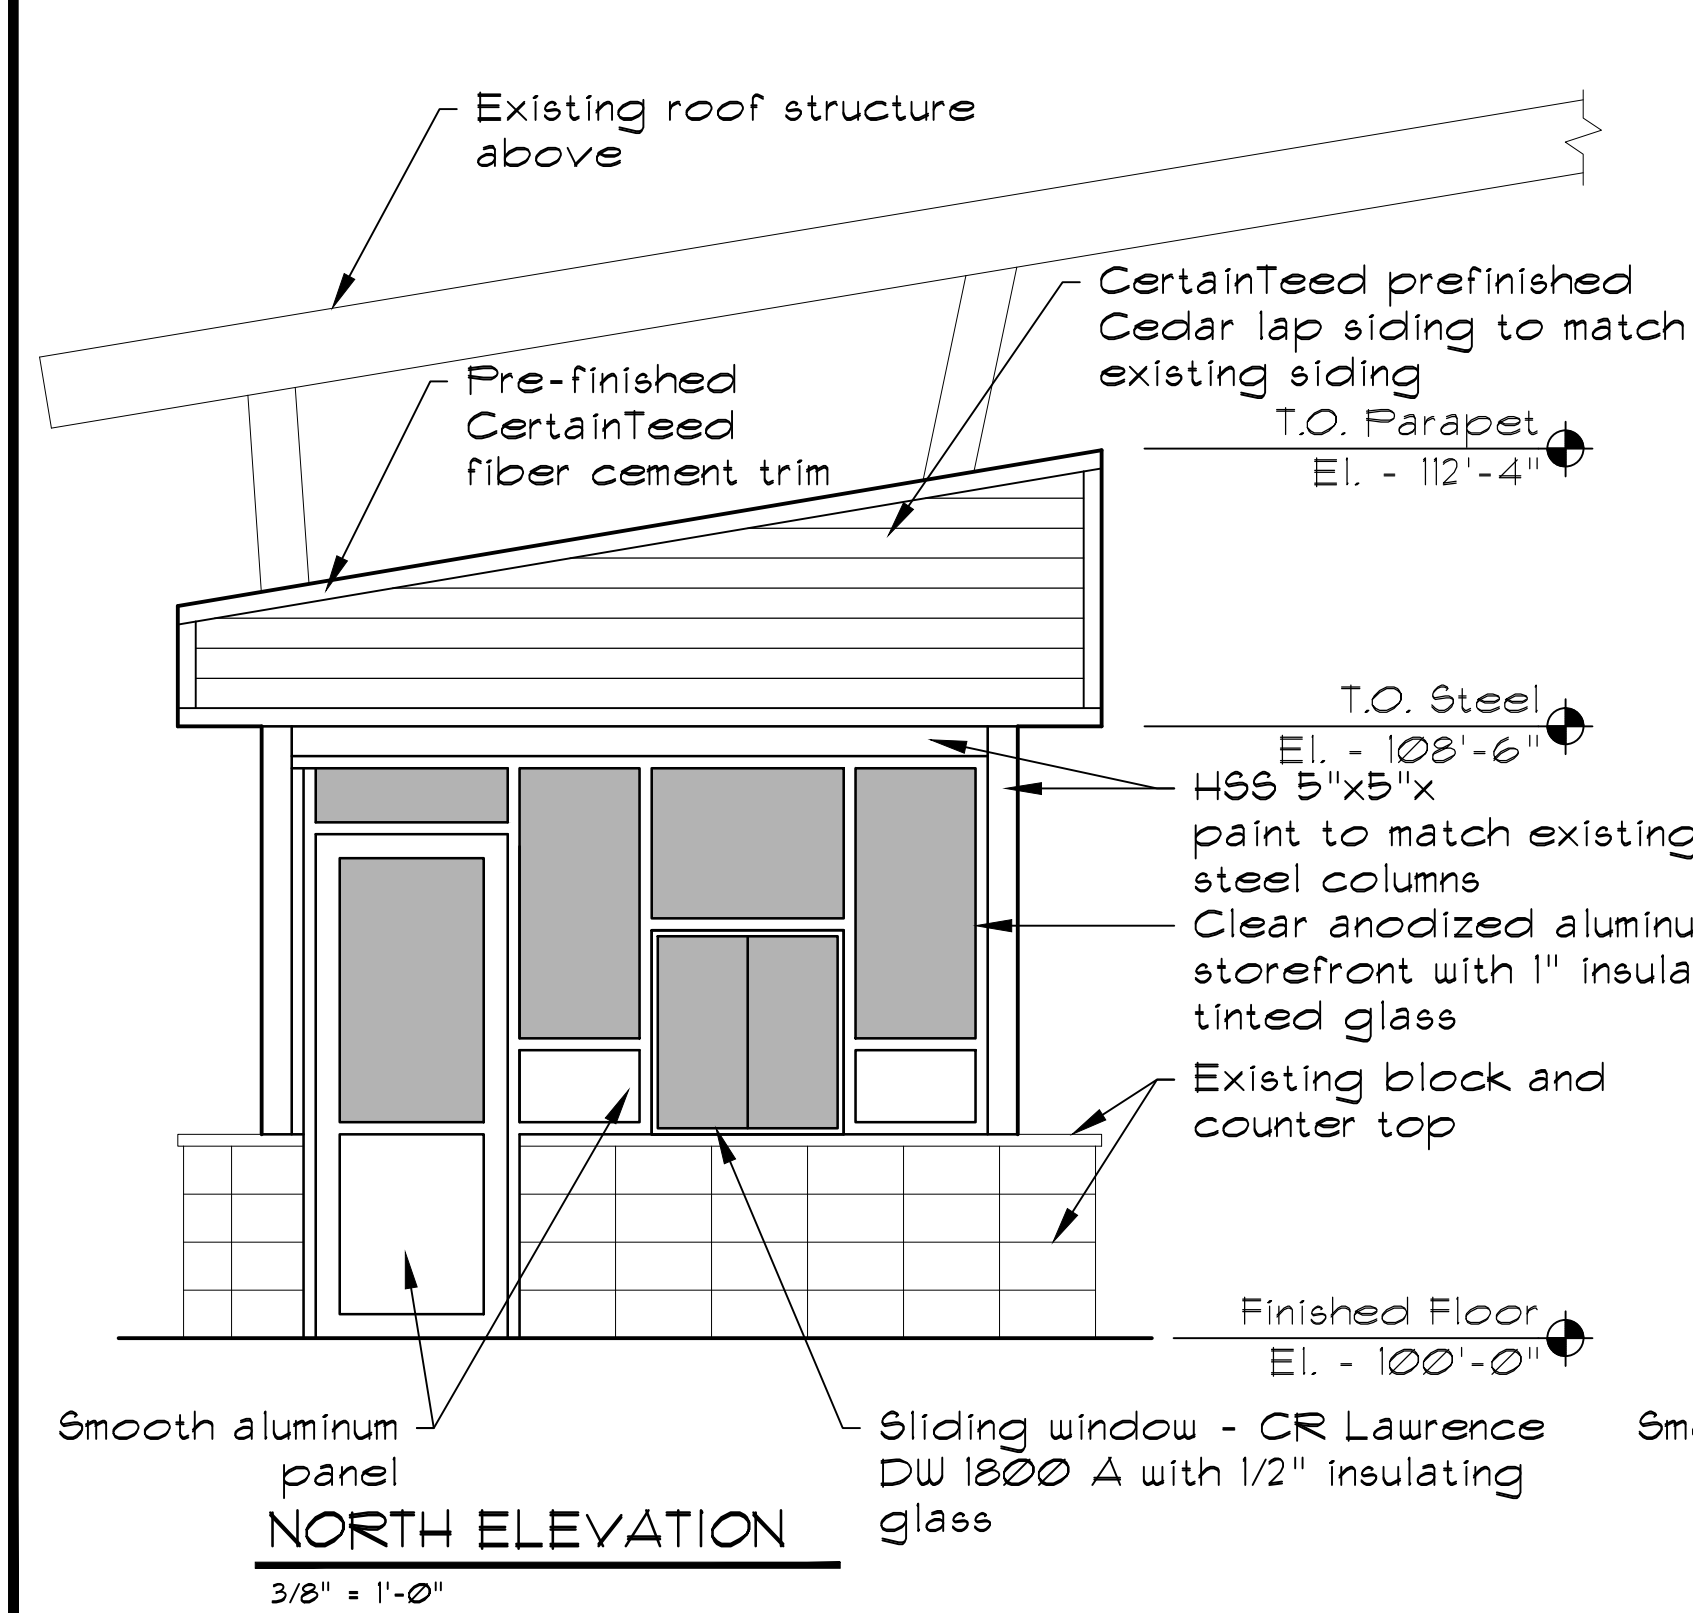 Existing roof structure
above
CertainTeed prefinished
Cedar lap siding to match
existing siding
Pre-finished
CertainTeed
fiber cement trim
T.O. Parapet
El. - 112'-4"
T.O. Steel
El. - 108'-6"
HSS 5"x5"x
paint to match existing
steel columns
Clear anodized aluminu
storefront with 1" insula
tinted glass
Existing block and
counter top
Finished Floor
El. - 100'-0"
Smooth aluminum
panel
Sliding window - CR Lawrence
DW 1800 A with 1/2" insulating
glass
Sm
NORTH ELEVATION
3/8" = 1'-0"